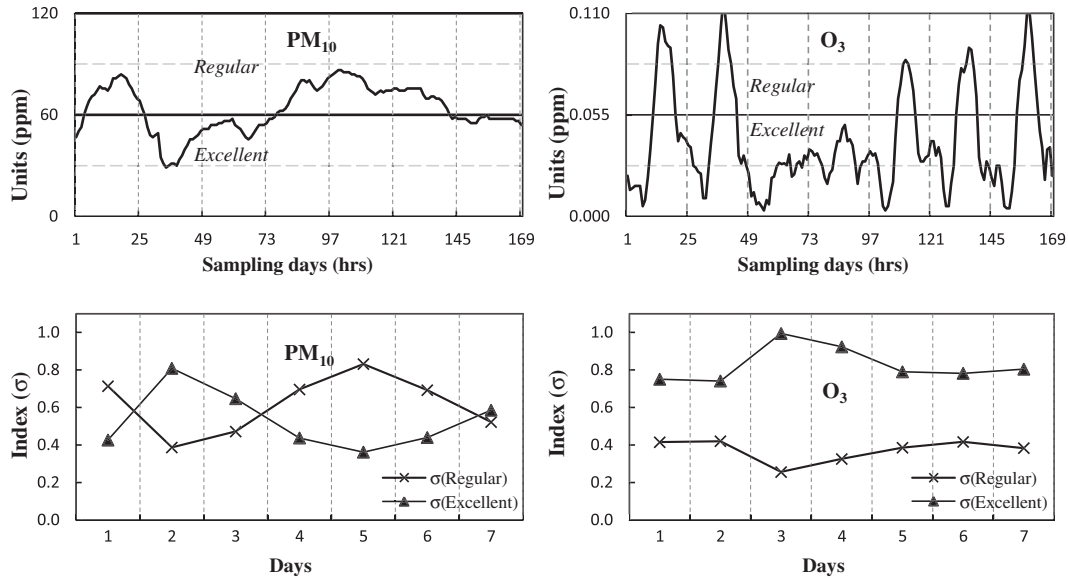 PM10
Units (ppm)
120
60
0
Regular
Excellent
1 25 49 73 97 121 145 169
Sampling days (hrs)
O3
Units (ppm)
0.110
0.055
0.000
Regular
Excellent
1 25 49 73 97 121 145 169
Sampling days (hrs)
PM10
Index (σ)
1.0
0.8
0.6
0.4
0.2
0.0
σ(Regular)
σ(Excellent)
1 2 3 4 5 6 7
Days
O3
Index (σ)
1.0
0.8
0.6
0.4
0.2
0.0
σ(Regular)
σ(Excellent)
1 2 3 4 5 6 7
Days